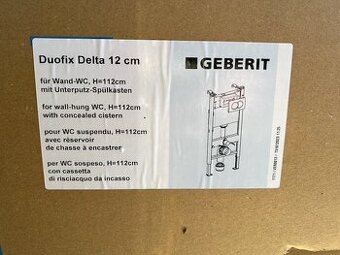 Duofix Delta 12 cm
GEBERIT
für Wand-WC, H=112cm
mit Unterputz-Spülkasten
for wall-hung WC, H=112cm
with concealed cistern
pour WC suspendu, H=112cm
avec réservoir
de chasse à encastrer
per WC sospeso, H=112cm
con cassetta
di risciacquo da incasso